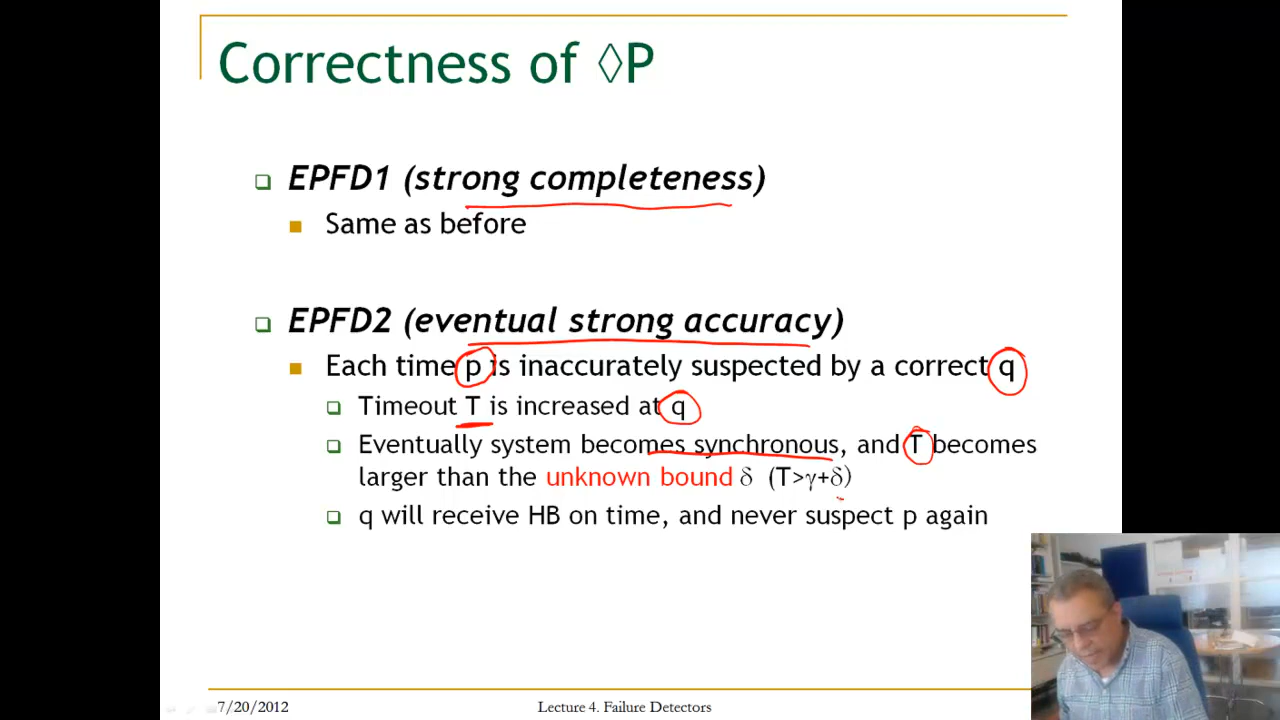 Correctness of ◊P
EPFD1 (strong completeness)
Same as before
EPFD2 (eventual strong accuracy)
Each time p is inaccurately suspected by a correct q
Timeout T is increased at q
Eventually system becomes synchronous, and T becomes
larger than the unknown bound δ (T>γ+δ)
q will receive HB on time, and never suspect p again
7/20/2012
Lecture 4. Failure Detectors